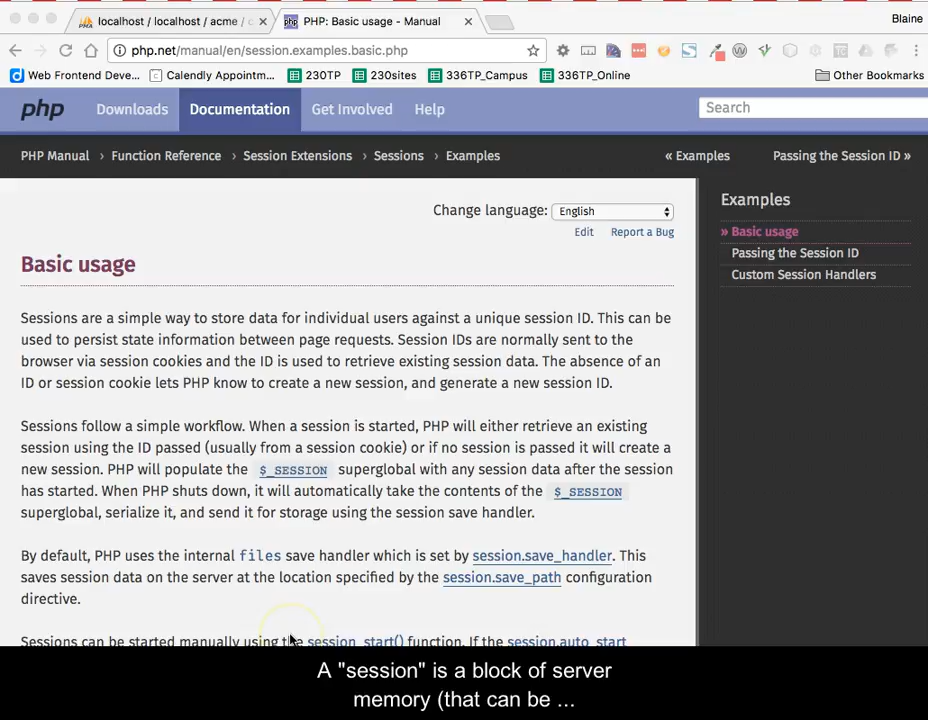 localhost / localhost / acme / c
PHP: Basic usage - Manual
Blaine
php.net/manual/en/session.examples.basic.php
Web Frontend Deve...
Calendly Appointm...
230TP
230sites
336TP_Campus
336TP_Online
Other Bookmarks
php
Downloads
Documentation
Get Involved
Help
Search
PHP Manual › Function Reference › Session Extensions › Sessions › Examples
« Examples
Passing the Session ID »
Change language: English
Edit
Report a Bug
Examples
» Basic usage
Passing the Session ID
Custom Session Handlers
Basic usage
Sessions are a simple way to store data for individual users against a unique session ID. This can be
used to persist state information between page requests. Session IDs are normally sent to the
browser via session cookies and the ID is used to retrieve existing session data. The absence of an
ID or session cookie lets PHP know to create a new session, and generate a new session ID.
Sessions follow a simple workflow. When a session is started, PHP will either retrieve an existing
session using the ID passed (usually from a session cookie) or if no session is passed it will create a
new session. PHP will populate the $_SESSION superglobal with any session data after the session
has started. When PHP shuts down, it will automatically take the contents of the $_SESSION
superglobal, serialize it, and send it for storage using the session save handler.
By default, PHP uses the internal files save handler which is set by session.save_handler. This
saves session data on the server at the location specified by the session.save_path configuration
directive.
Sessions can be started manually using the session_start() function. If the session.auto_start
A "session" is a block of server
memory (that can be ...